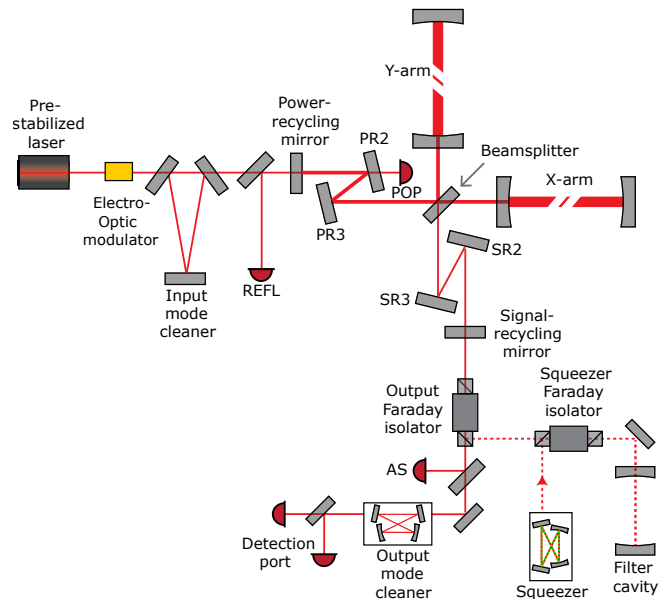 Y-arm
Pre-
stabilized
laser
Power-
recycling
mirror
PR2
Beamsplitter
X-arm
POP
Electro-
Optic
modulator
PR3
SR2
REFL
Input
mode
cleaner
SR3
Signal-
recycling
mirror
Squeezer
Faraday
isolator
Output
Faraday
isolator
AS
Detection
port
Output
mode
cleaner
Squeezer
Filter
cavity